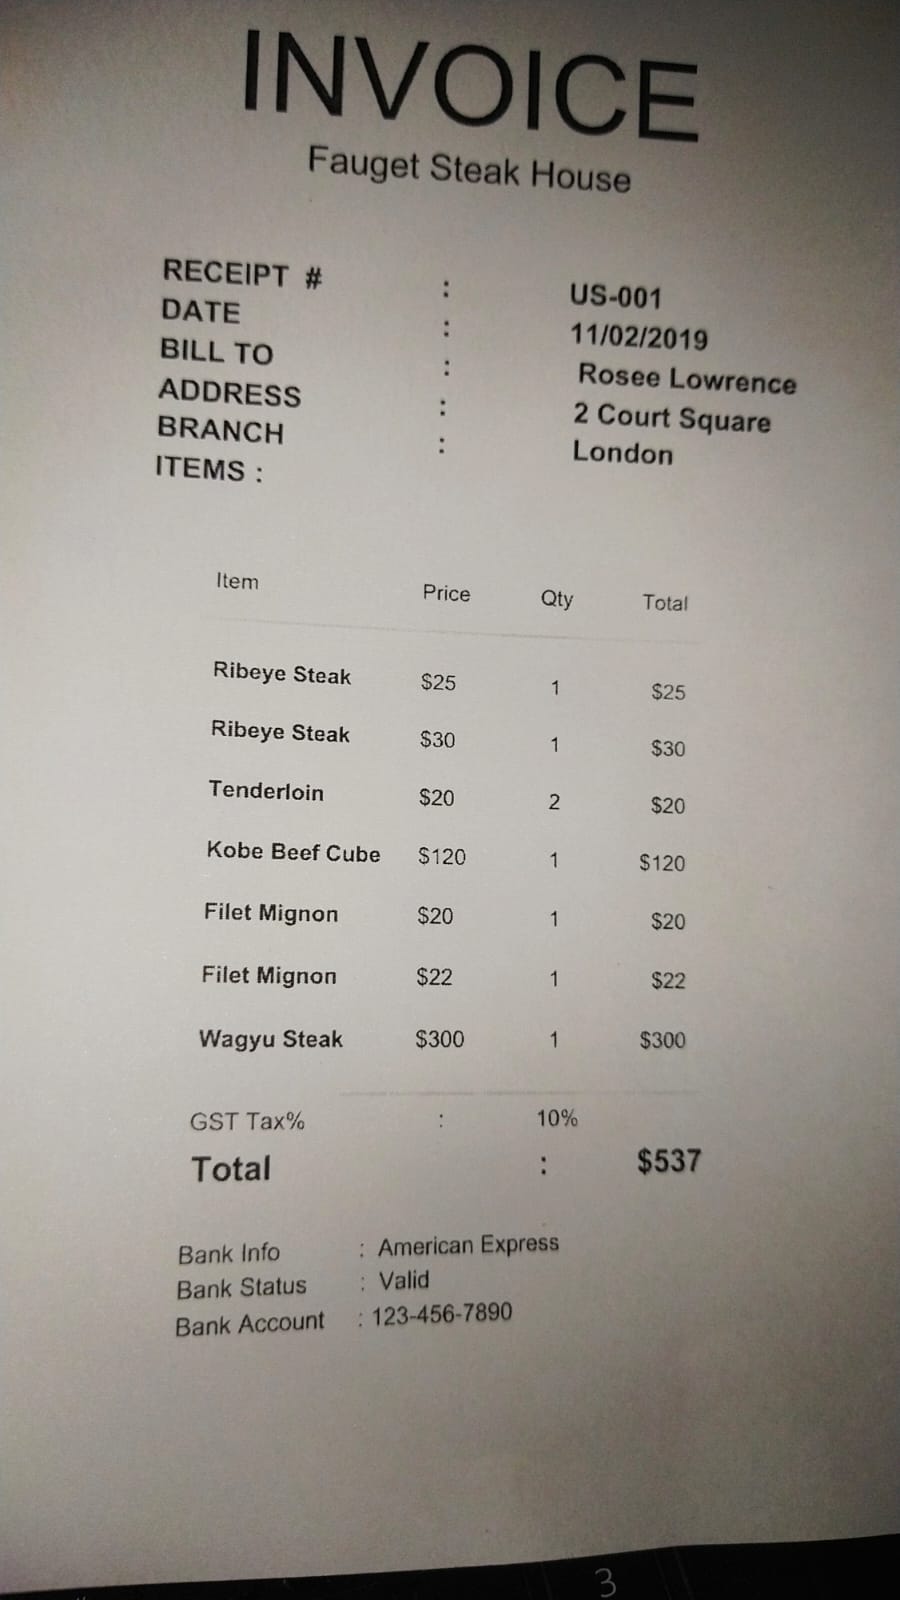 INVOICE
Fauget Steak House
RECEIPT # : US-001
DATE : 11/02/2019
BILL TO : Rosee Lowrence
ADDRESS : 2 Court Square
BRANCH : London
ITEMS :
Item Price Qty Total
Ribeye Steak $25 1 $25
Ribeye Steak $30 1 $30
Tenderloin $20 2 $20
Kobe Beef Cube $120 1 $120
Filet Mignon $20 1 $20
Filet Mignon $22 1 $22
Wagyu Steak $300 1 $300
GST Tax% : 10%
Total : $537
Bank Info : American Express
Bank Status : Valid
Bank Account : 123-456-7890
3